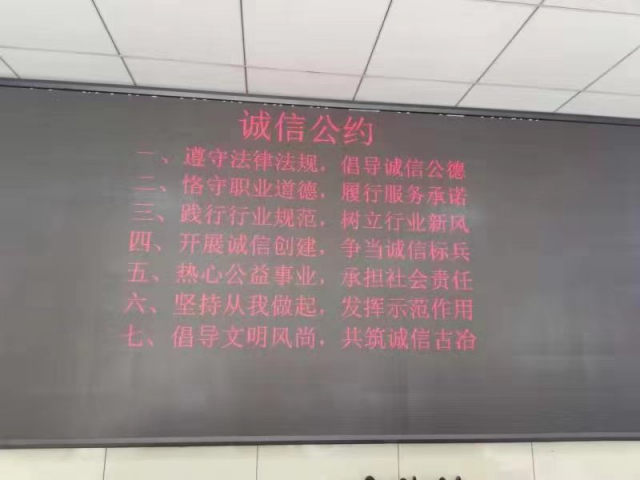 诚信公约
一、遵守法律法规，倡导诚信公德
二、恪守职业道德，履行服务承诺
三、践行行业规范，树立行业新风
四、开展诚信创建，争当诚信标兵
五、热心公益事业，承担社会责任
六、坚持从我做起，发挥示范作用
七、倡导文明风尚，共筑诚信古冶